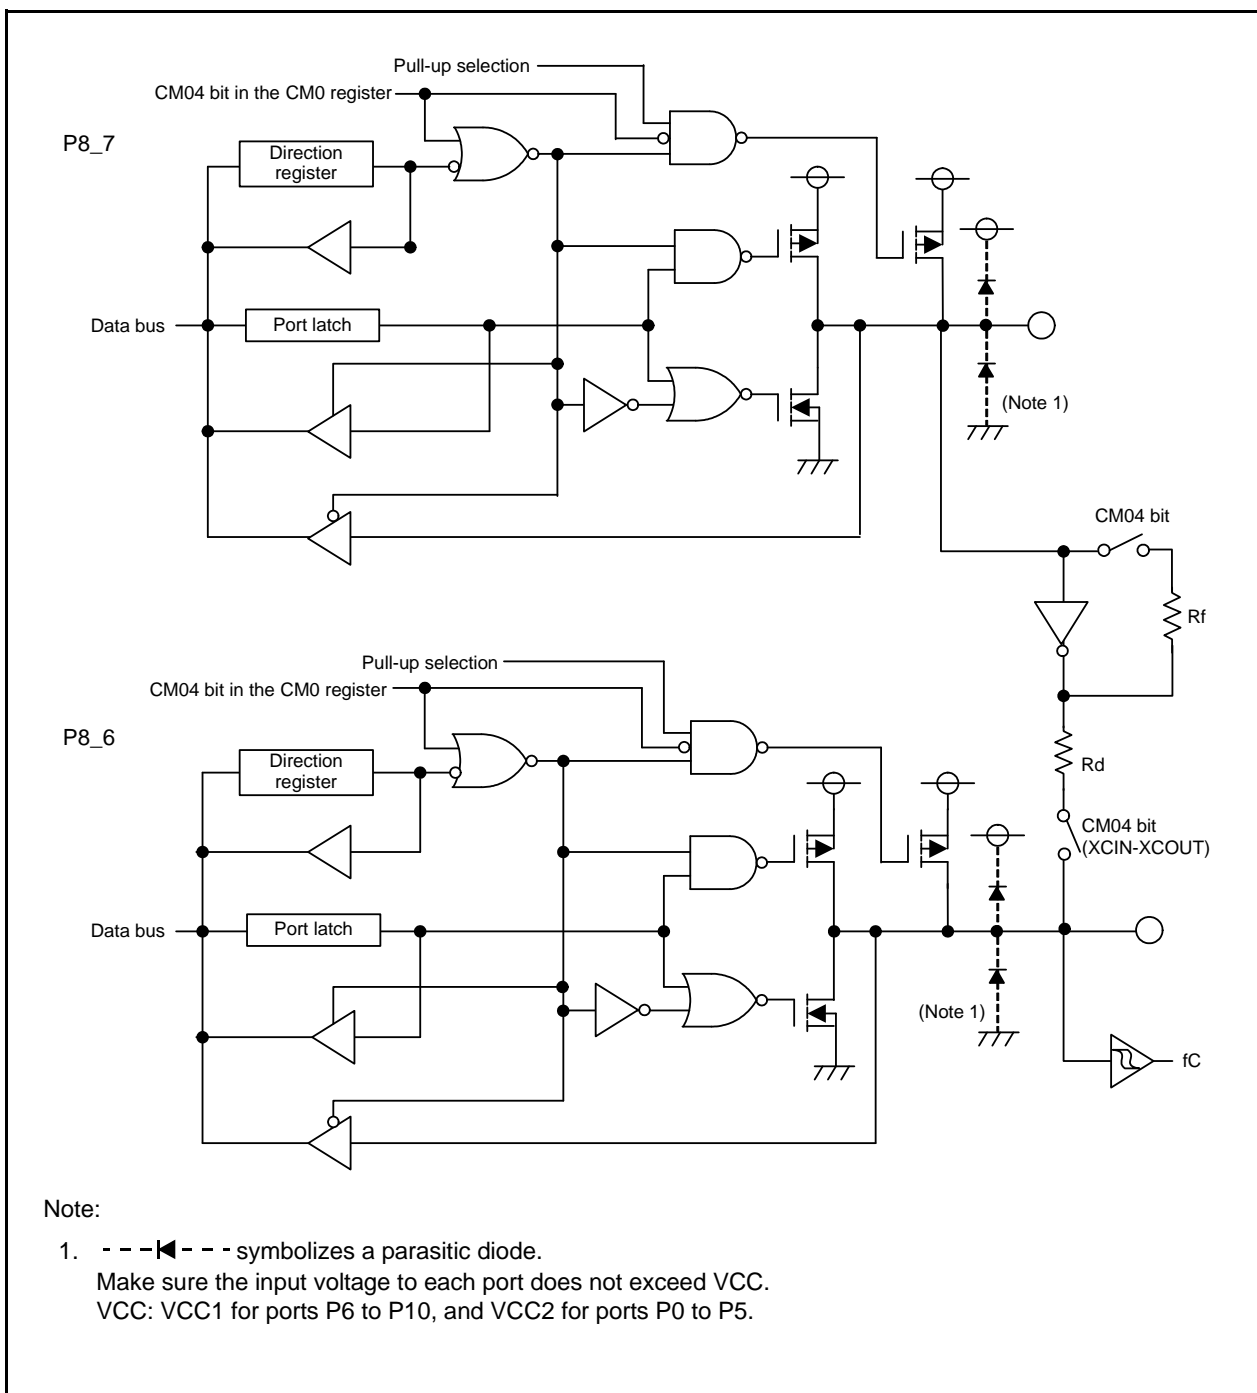 Pull-up selection
CM04 bit in the CM0 register
P8_7
Direction
register
Data bus
Port latch
(Note 1)
CM04 bit
Rf
Pull-up selection
CM04 bit in the CM0 register
P8_6
Direction
register
Rd
CM04 bit
(XCIN-XCOUT)
Data bus
Port latch
(Note 1)
fC
Note:
1. symbolizes a parasitic diode.
Make sure the input voltage to each port does not exceed VCC.
VCC: VCC1 for ports P6 to P10, and VCC2 for ports P0 to P5.